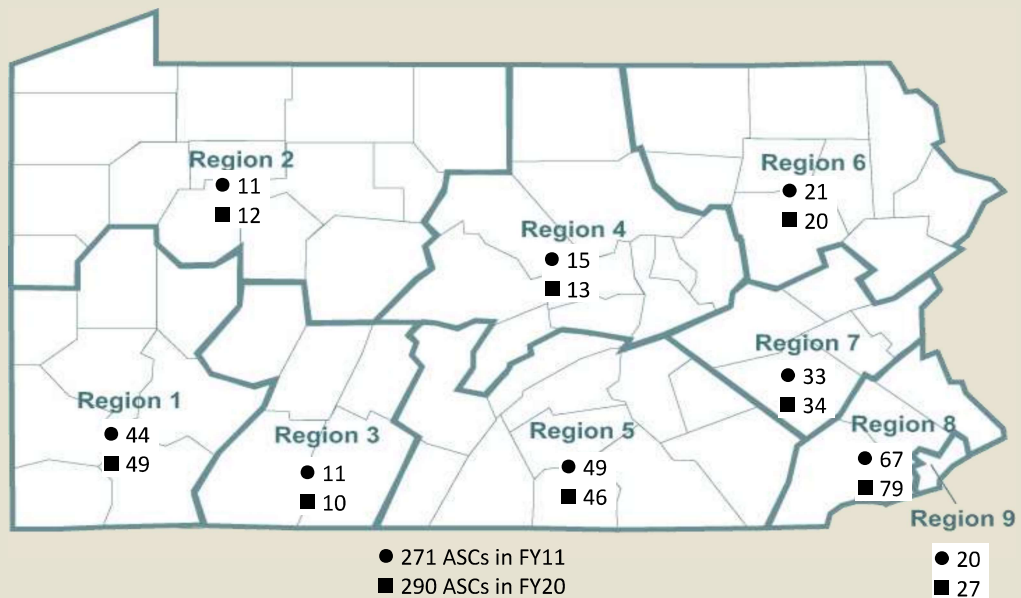 Region 2
● 11
■ 12
Region 6
● 21
■ 20
Region 4
● 15
■ 13
Region 7
● 33
■ 34
Region 1
● 44
■ 49
Region 3
● 11
■ 10
Region 5
● 49
■ 46
Region 8
● 67
■ 79
Region 9
● 20
■ 27
● 271 ASCs in FY11
■ 290 ASCs in FY20